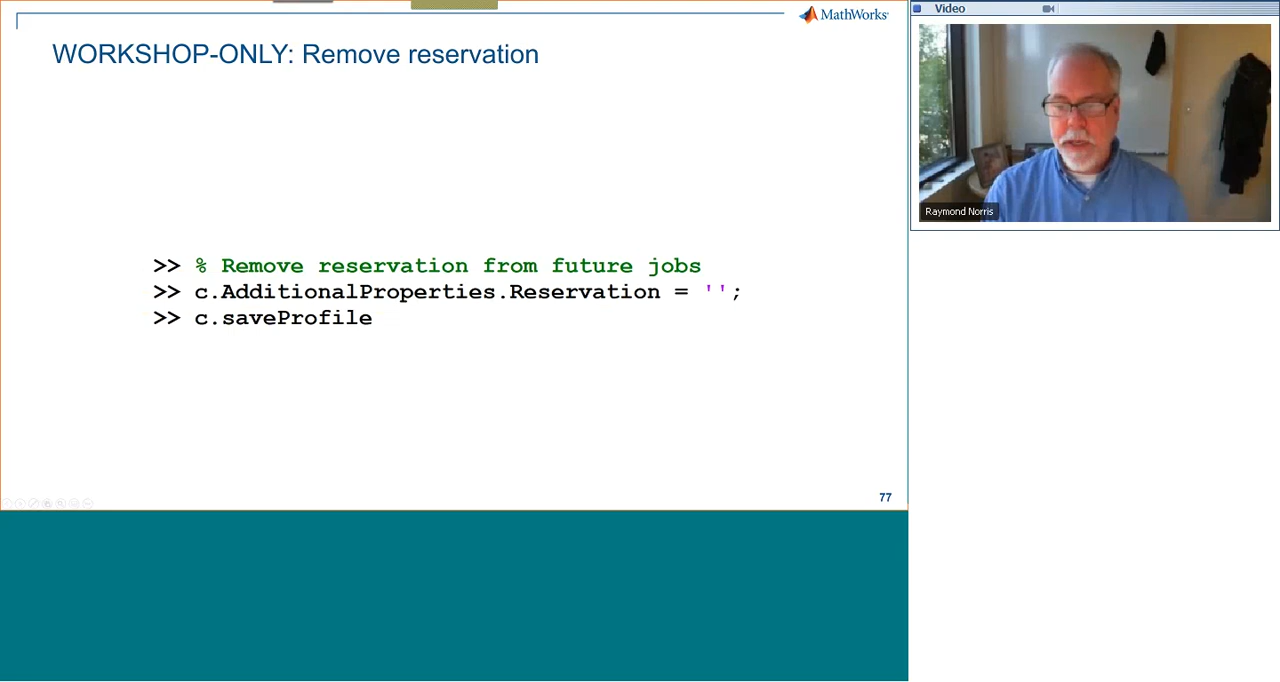 MathWorks
WORKSHOP-ONLY: Remove reservation
>> % Remove reservation from future jobs
>> c.AdditionalProperties.Reservation = '';
>> c.saveProfile
77
Video
Raymond Norris